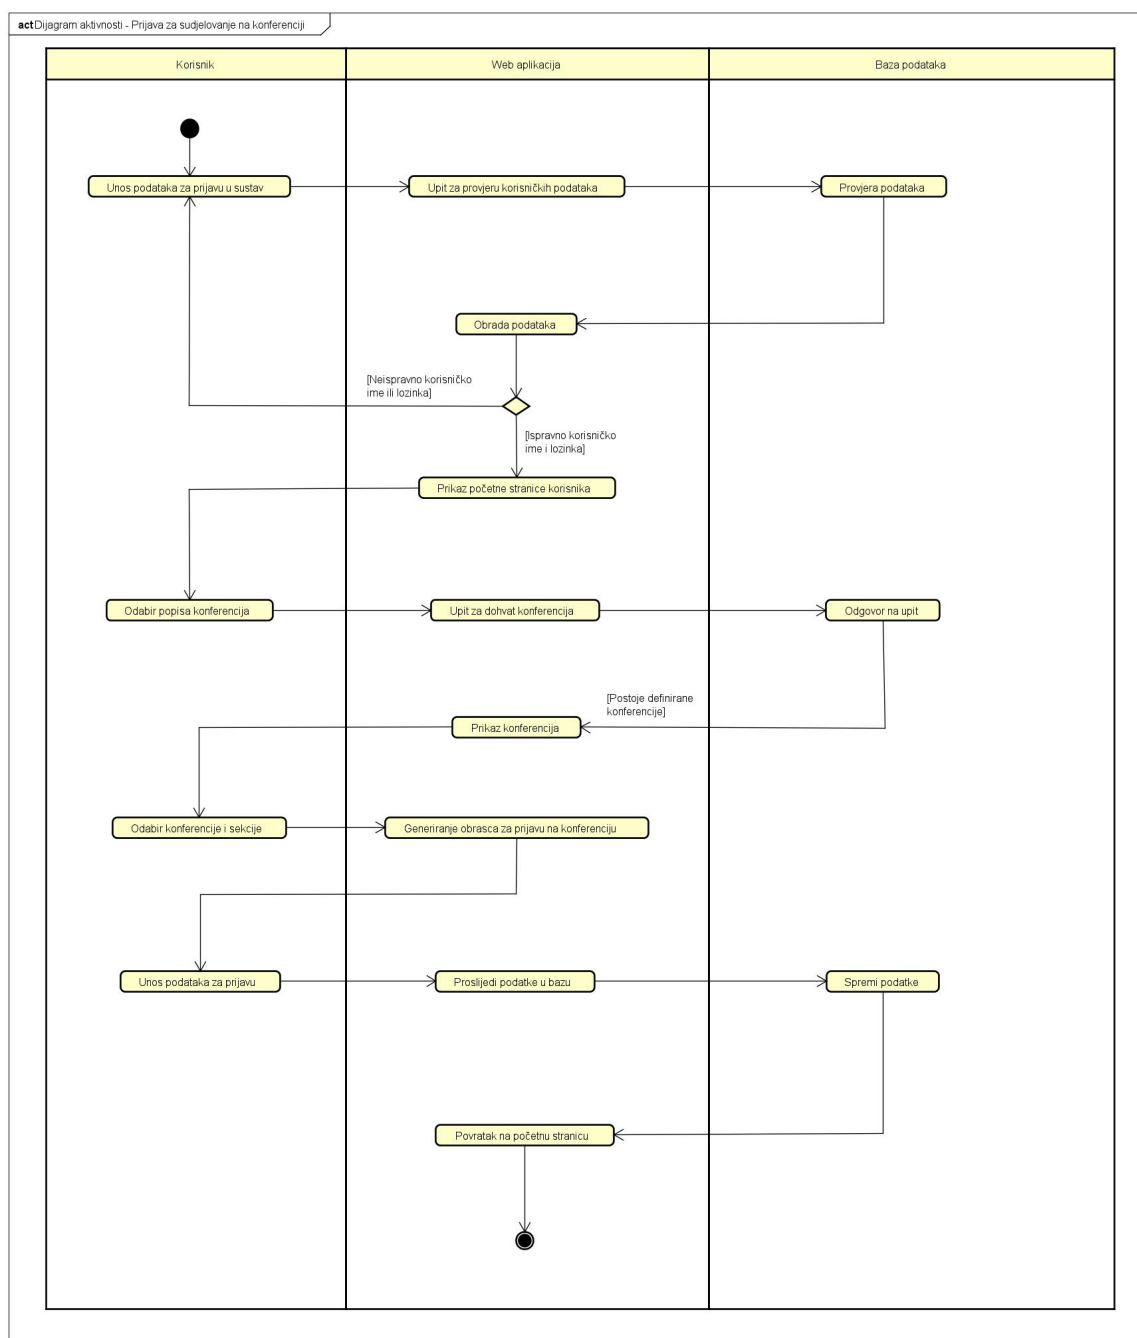 act Dijagram aktivnosti - Prijava za sudjelovanje na konferenciji
Korisnik
Web aplikacija
Baza podataka
Unos podataka za prijavu u sustav
Upit za provjeru korisničkih podataka
Provjera podataka
Obrada podataka
[Neispravno korisničko
ime ili lozinka]
[Ispravno korisničko
ime i lozinka]
Prikaz početne stranice korisnika
Odabir popisa konferencija
Upit za dohvat konferencija
Odgovor na upit
[Postoje definirane
konferencije]
Prikaz konferencija
Odabir konferencije i sekcije
Generiranje obrasca za prijavu na konferenciju
Unos podataka za prijavu
Proslijedi podatke u bazu
Spremi podatke
Povratak na početnu stranicu